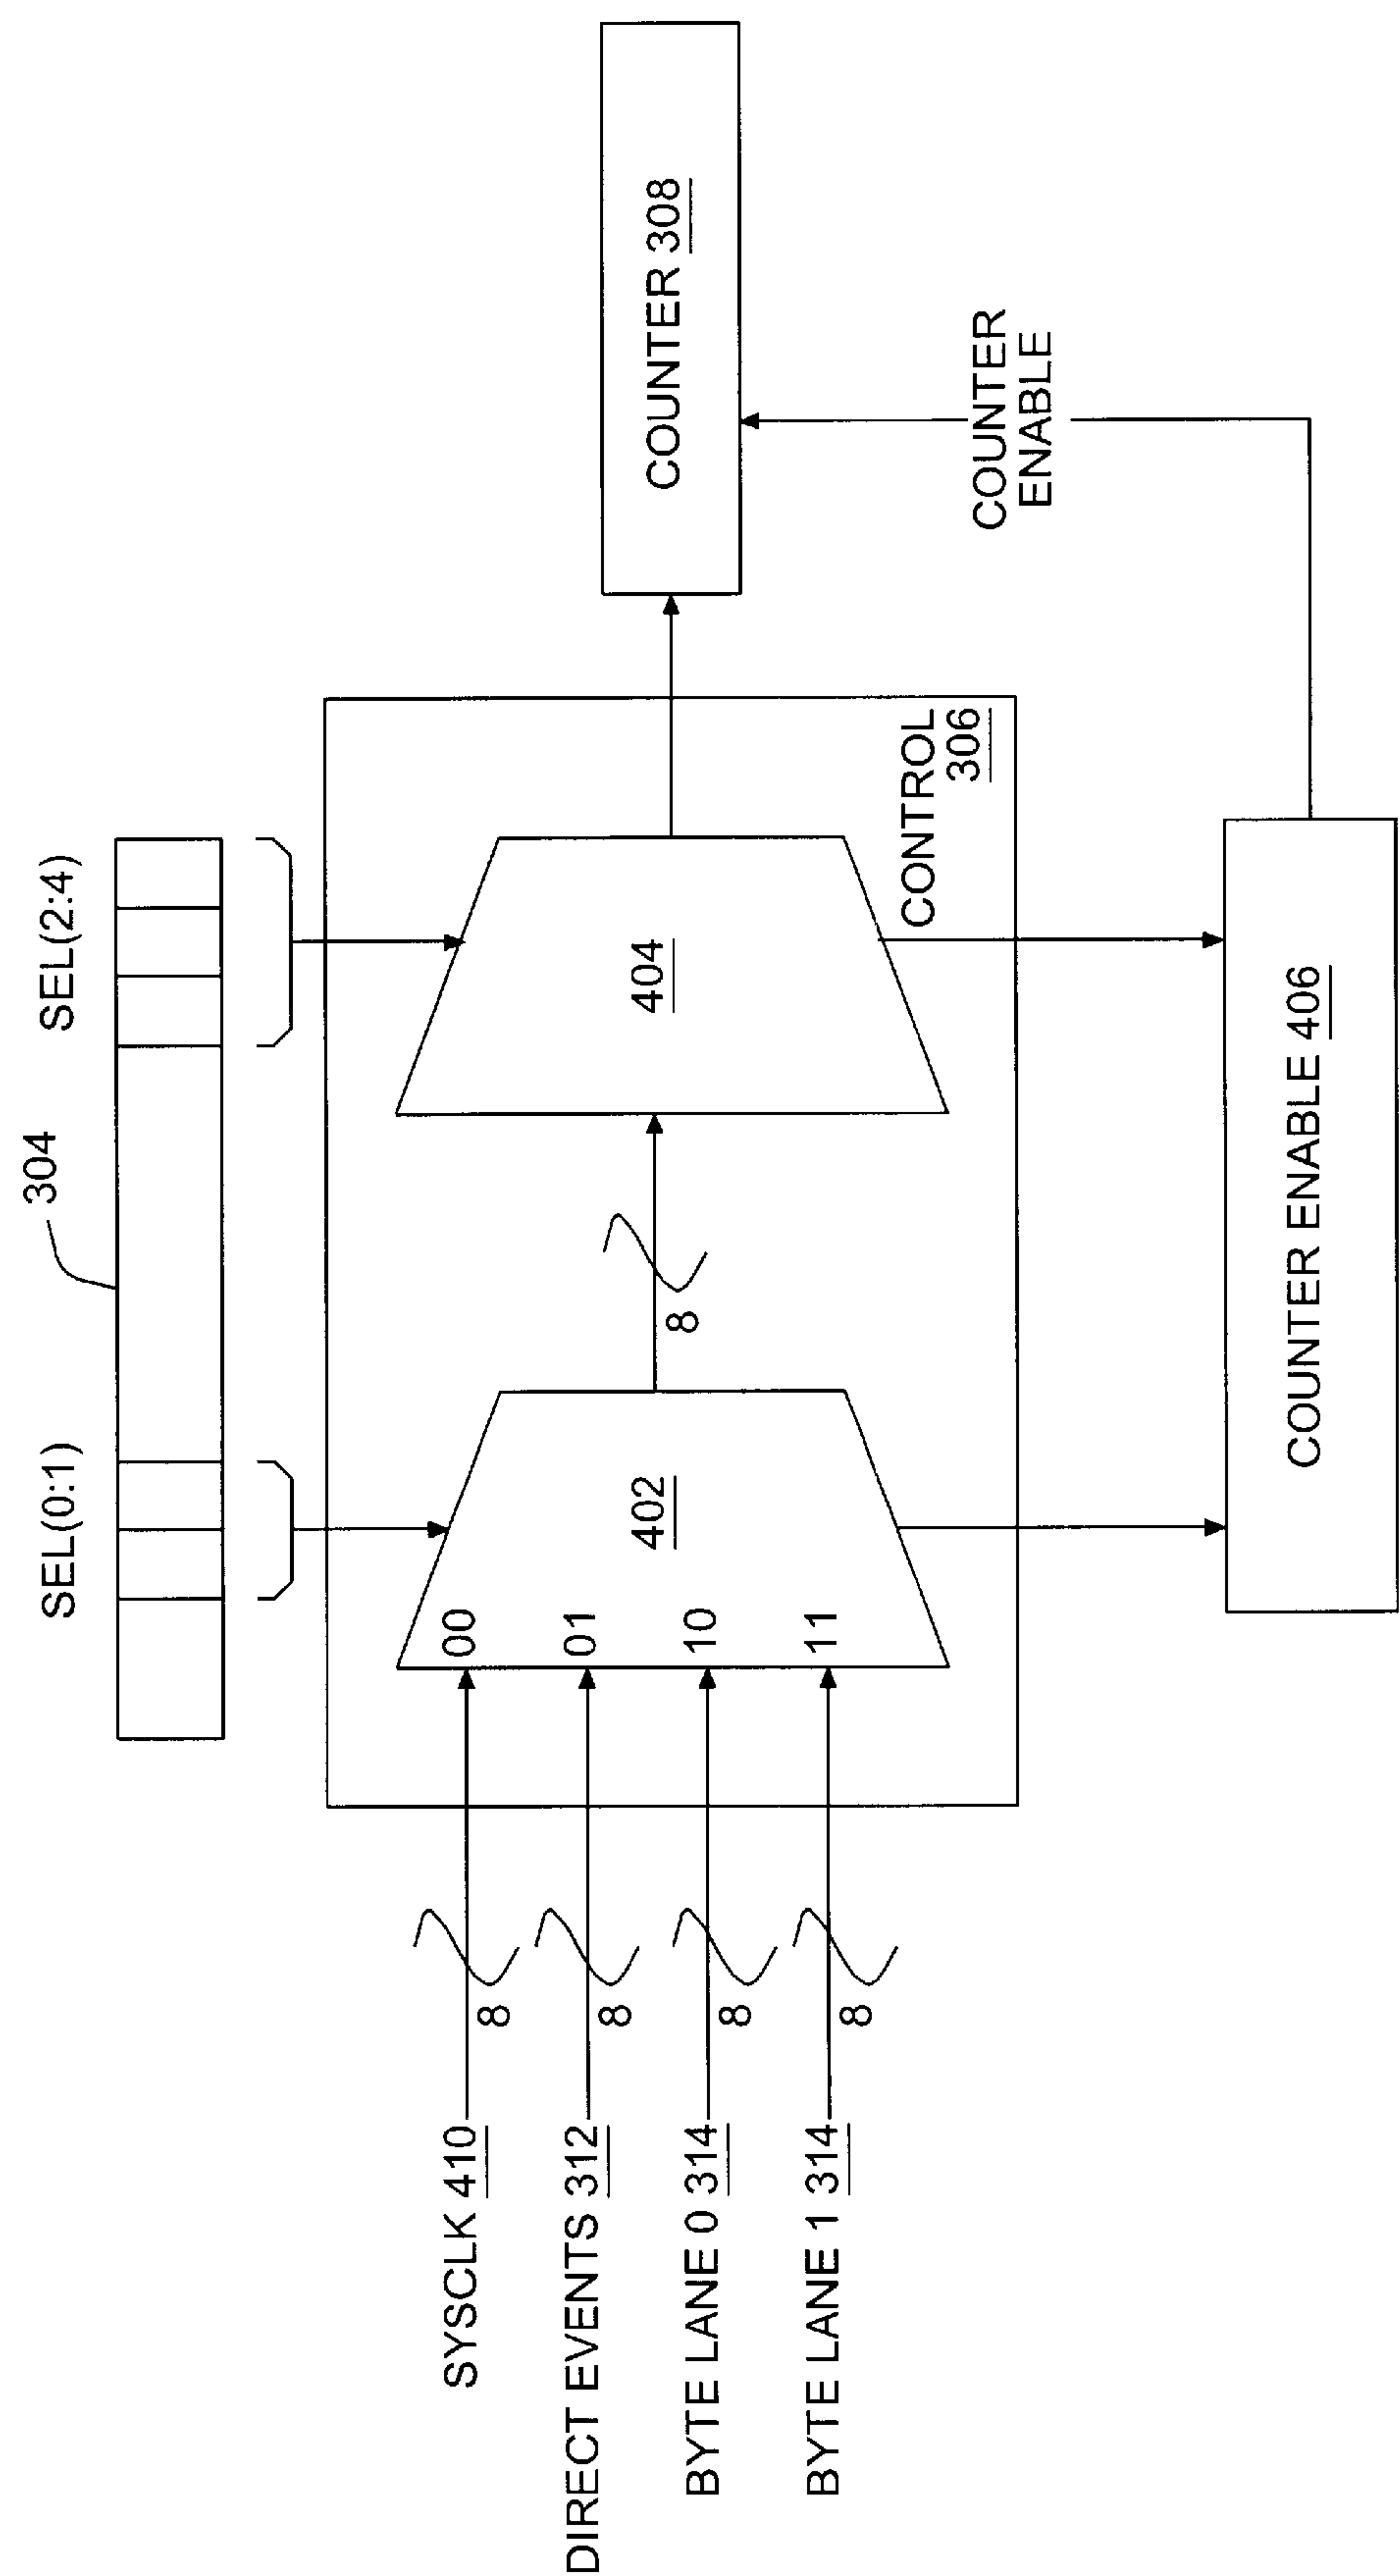 304
SEL(0:1)
SEL(2:4)
SYSCLK 410
8
00
DIRECT EVENTS 312
8
01
BYTE LANE 0 314
8
10
BYTE LANE 1 314
8
11
402
8
404
CONTROL
306
COUNTER 308
COUNTER
ENABLE
COUNTER ENABLE 406